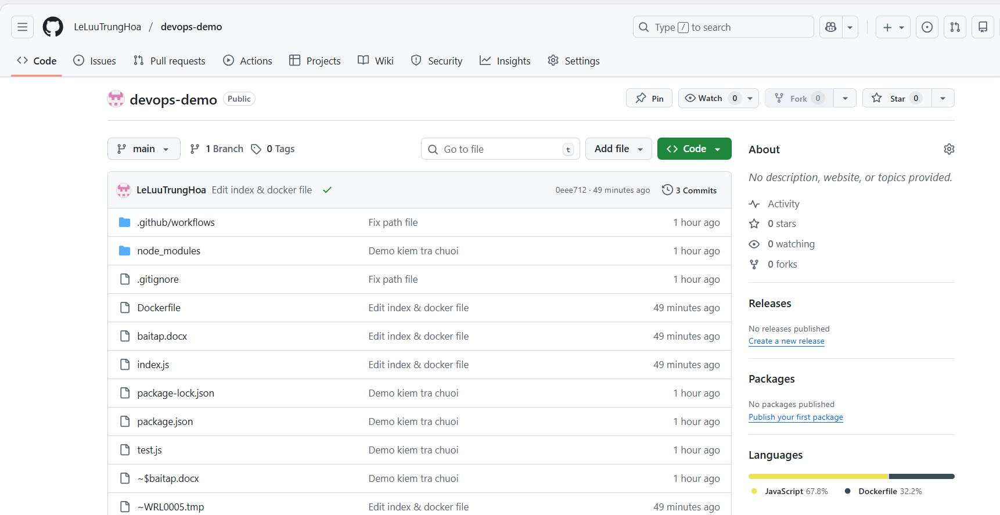 LeLuuTrungHoa / devops-demo Type / to search
Code Issues Pull requests Actions Projects Wiki Security Insights Settings
devops-demo Public Pin Watch 0 Fork 0 Star 0
main 1 Branch 0 Tags Go to file t Add file Code
LeLuuTrungHoa Edit index & docker file 0eee712 · 49 minutes ago 3 Commits
.github/workflows Fix path file 1 hour ago
node_modules Demo kiem tra chuoi 1 hour ago
.gitignore Fix path file 1 hour ago
Dockerfile Edit index & docker file 49 minutes ago
baitap.docx Edit index & docker file 49 minutes ago
index.js Edit index & docker file 49 minutes ago
package-lock.json Demo kiem tra chuoi 1 hour ago
package.json Demo kiem tra chuoi 1 hour ago
test.js Demo kiem tra chuoi 1 hour ago
~$baitap.docx Demo kiem tra chuoi 1 hour ago
~WRL0005.tmp Edit index & docker file 49 minutes ago
About
No description, website, or topics provided.
Activity
0 stars
0 watching
0 forks
Releases
No releases published
Create a new release
Packages
No packages published
Publish your first package
Languages
JavaScript 67.8% Dockerfile 32.2%